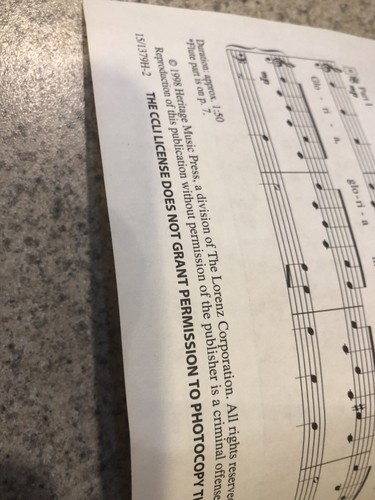 Part I
mp
Glo - ri - a,
glo - ri - a
mp
Duration: approx. 1:50
*Flute part is on p. 7.
© 1998 Heritage Music Press, a division of The Lorenz Corporation. All rights reserve
Reproduction of this publication without permission of the publisher is a criminal offense
15/1379H-2
THE CCLI LICENSE DOES NOT GRANT PERMISSION TO PHOTOCOPY T